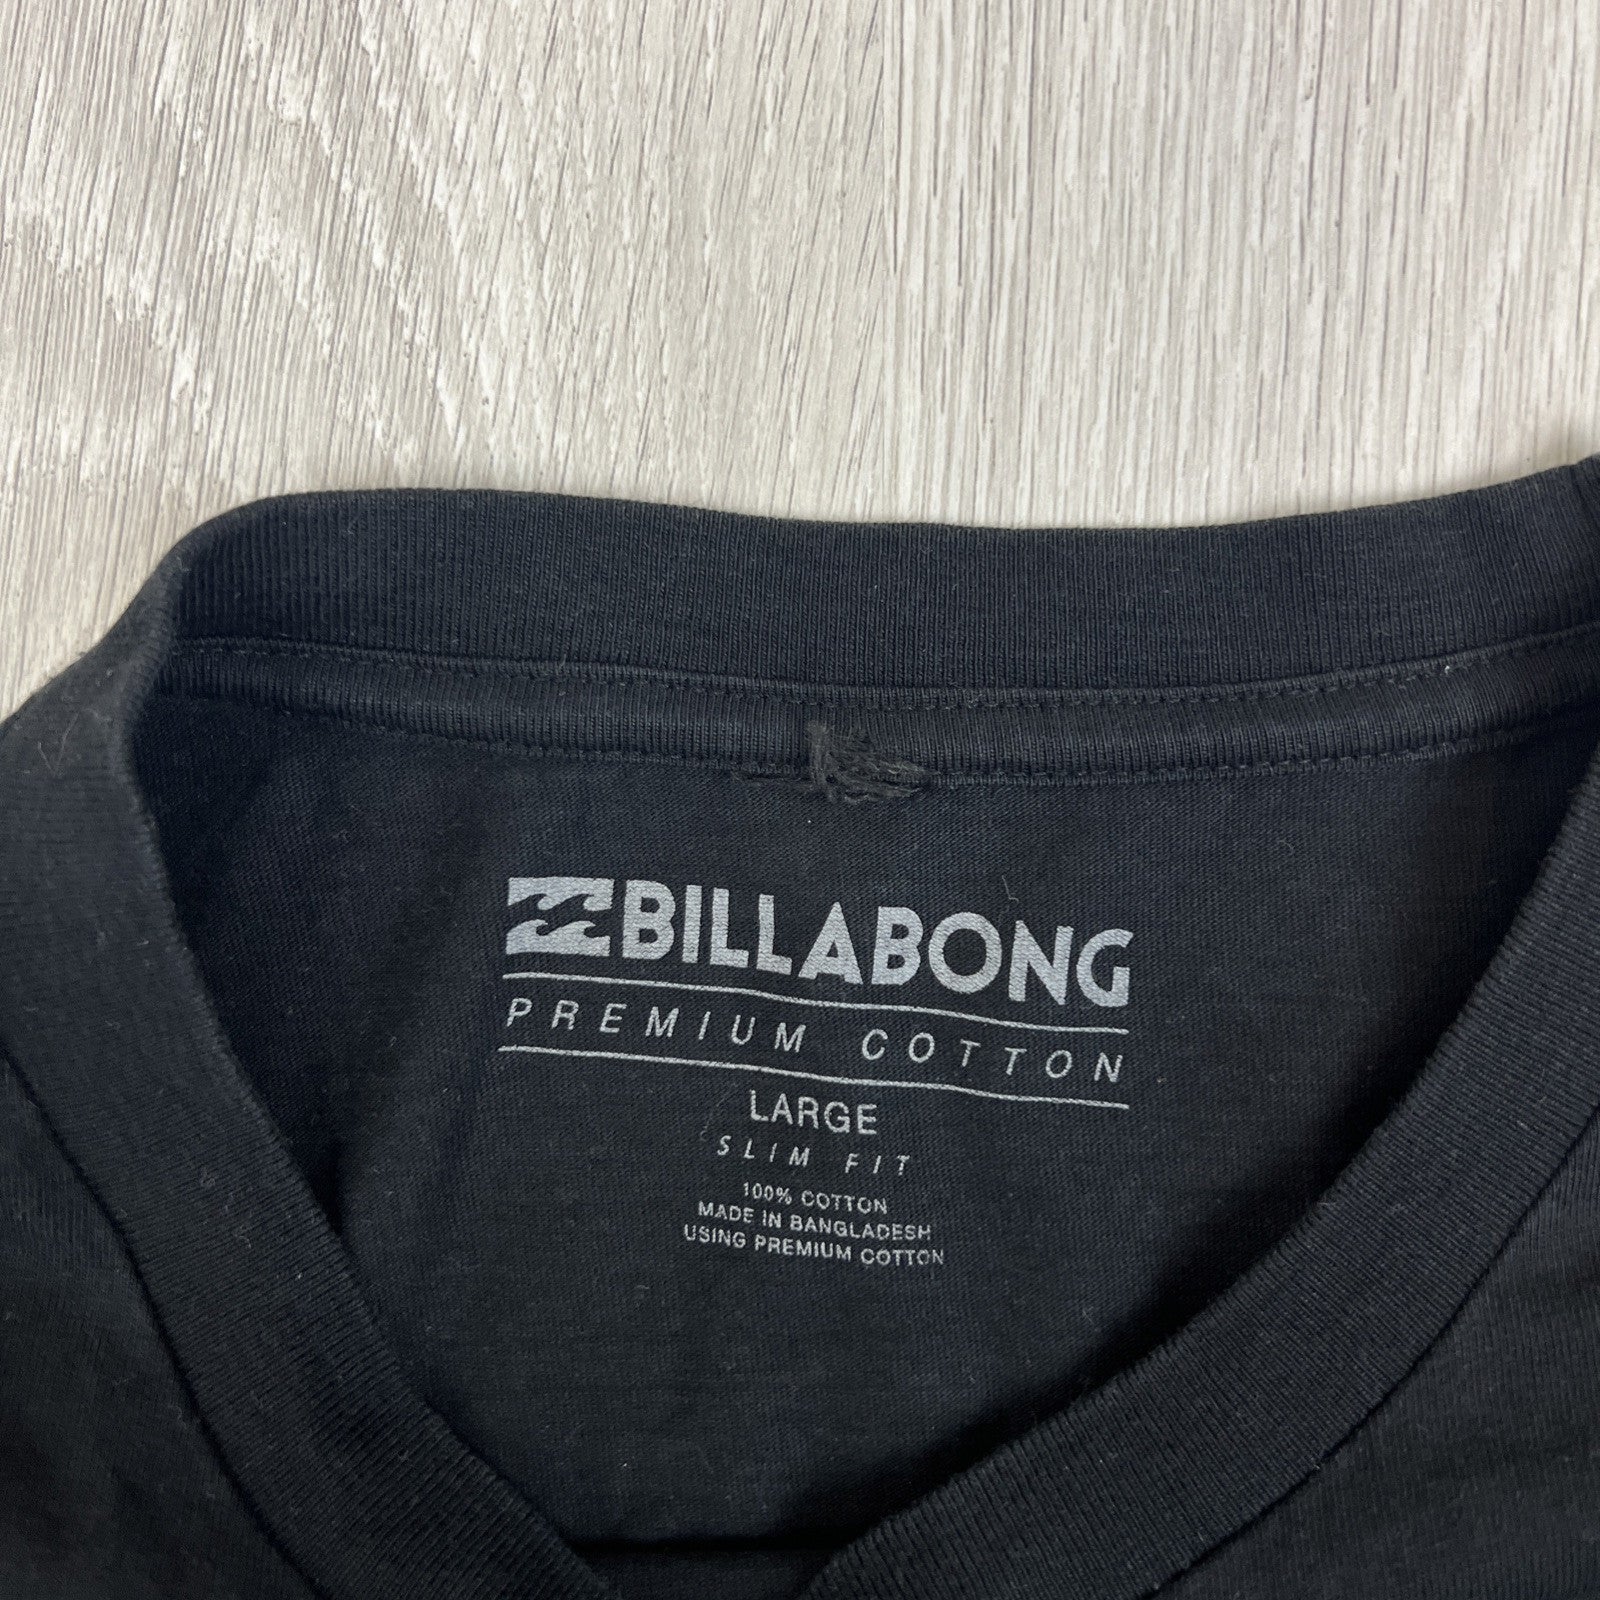 BILLABONG
PREMIUM COTTON
LARGE
SLIM FIT
100% COTTON
MADE IN BANGLADESH
USING PREMIUM COTTON